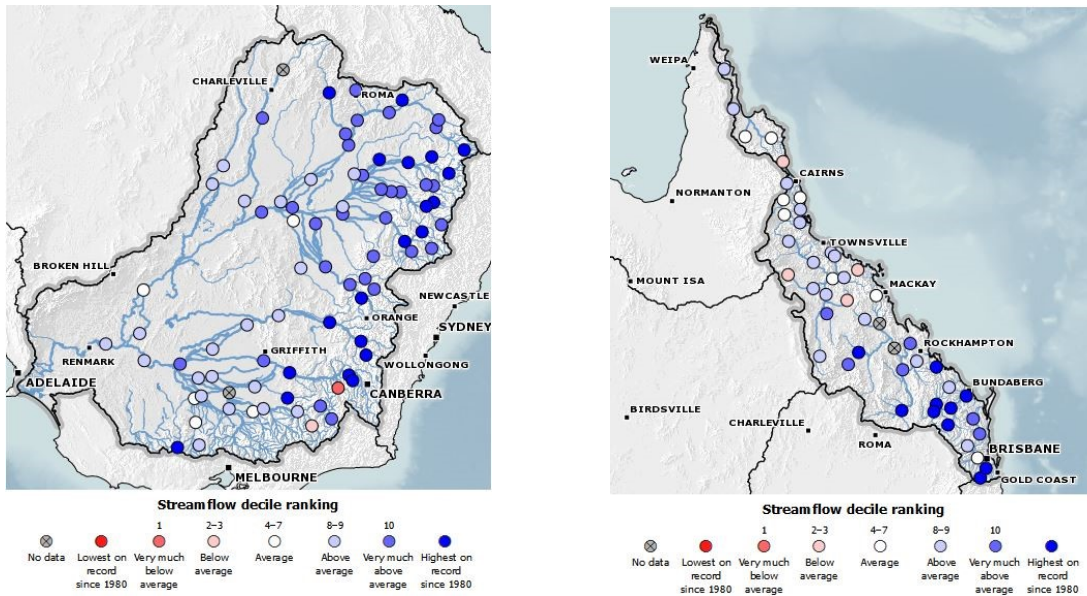 CHARLEVILLE
ROMA
BROKEN HILL
NEWCASTLE
ORANGE
SYDNEY
RENMARK
GRIFFITH
WOLLONGONG
ADELAIDE
CANBERRA
MELBOURNE
Streamflow decile ranking
1 2–3 4–7 8–9 10
No data Lowest on record since 1980 Very much below average Below average Average Above average Very much above average Highest on record since 1980
WEIPA
CAIRNS
NORMANTON
TOWNSVILLE
MOUNT ISA
MACKAY
ROCKHAMPTON
BUNDABERG
BIRDSVILLE
CHARLEVILLE
ROMA
BRISBANE
GOLD COAST
Streamflow decile ranking
1 2–3 4–7 8–9 10
No data Lowest on record since 1980 Very much below average Below average Average Above average Very much above average Highest on record since 1980